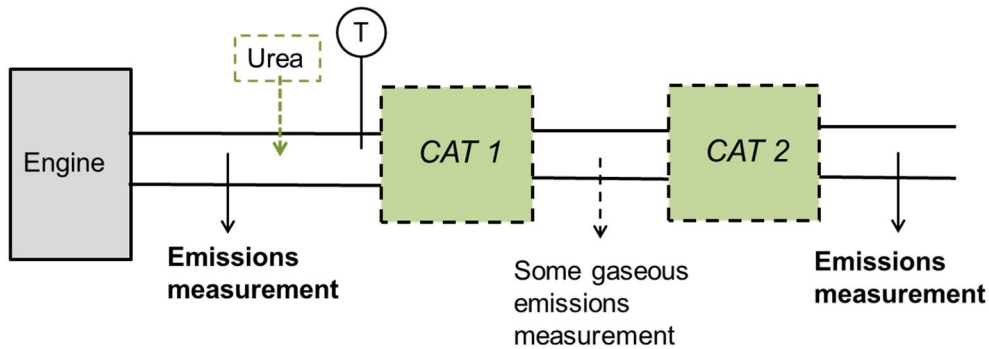 T
Urea
Engine
CAT 1
CAT 2
Emissions
measurement
Some gaseous
emissions
measurement
Emissions
measurement